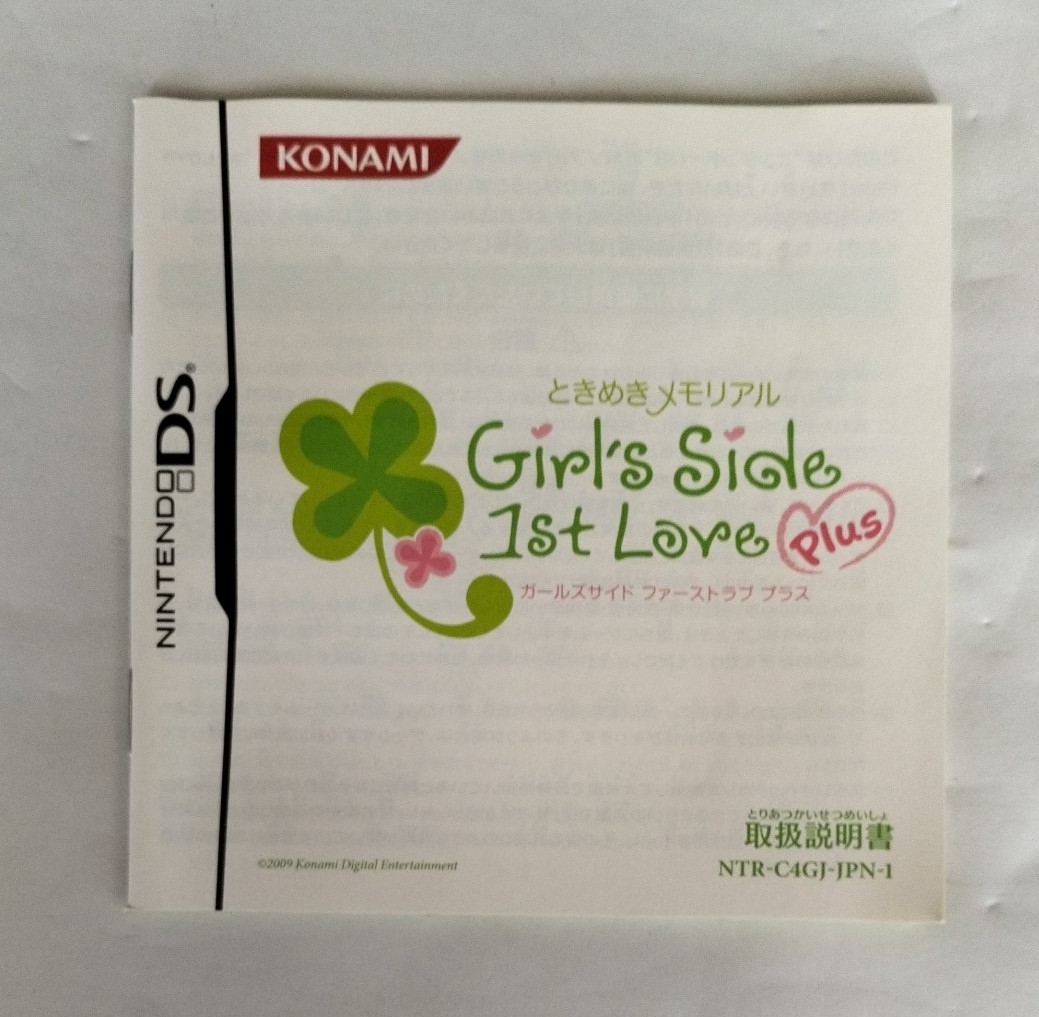 KONAMI
NINTENDO DS®
ときめきメモリアル
Girl's Side
1st Love Plus
ガールズサイド ファーストラブ プラス
とりあつかいせつめいしょ
取扱説明書
©2009 Konami Digital Entertainment
NTR-C4GJ-JPN-1